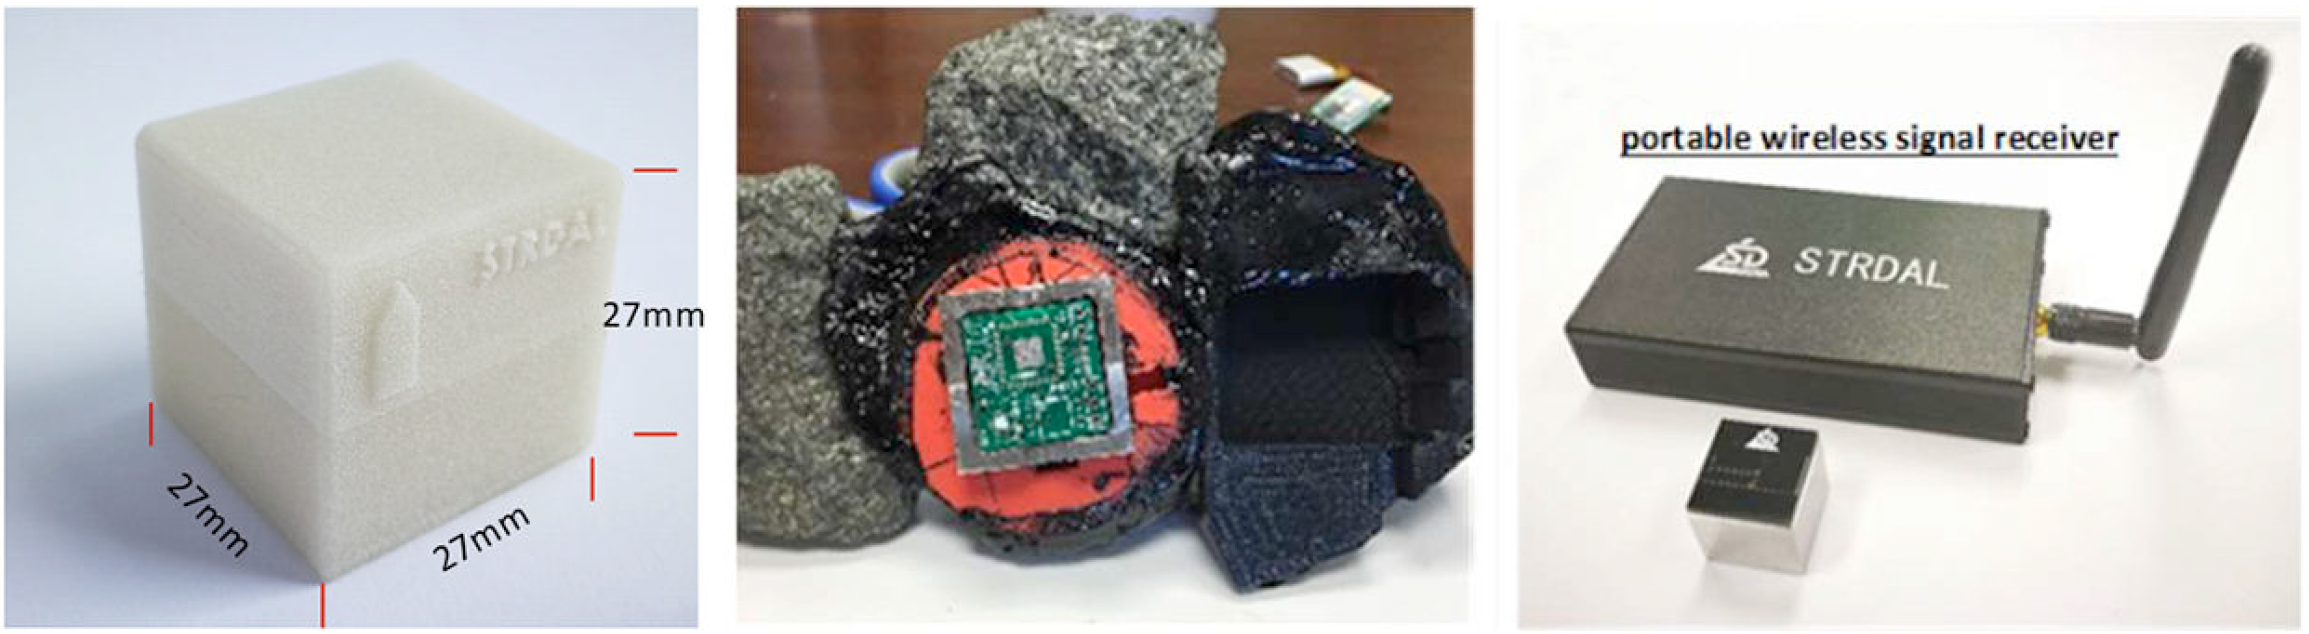 STRDAL
27mm
27mm
27mm
portable wireless signal receiver
SD STRDAL